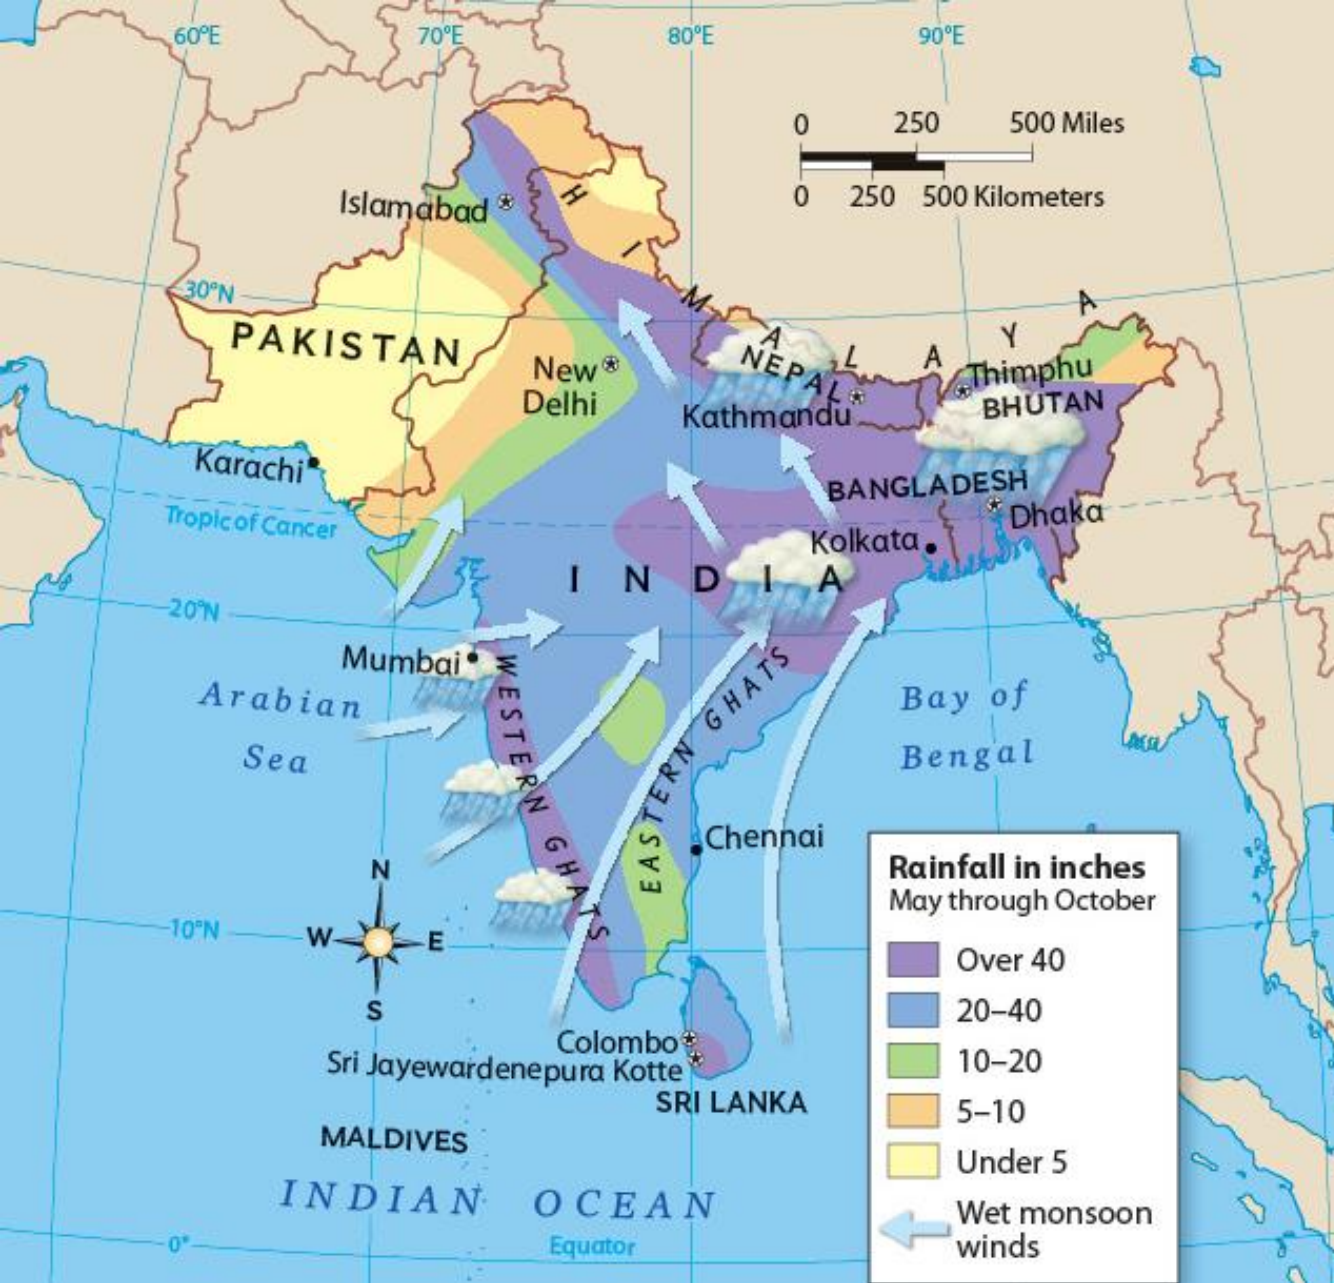 60°E
70°E
80°E
90°E
0 250 500 Miles
0 250 500 Kilometers
Islamabad
HIMALAYA
30°N
PAKISTAN
New
Delhi
NEPAL
Kathmandu
Thimphu
BHUTAN
Karachi
BANGLADESH
Dhaka
Tropic of Cancer
Kolkata
INDIA
20°N
Mumbai
WESTERN GHATS
EASTERN GHATS
Arabian
Sea
Bay of
Bengal
Chennai
N
W E
S
10°N
Colombo
Sri Jayewardenepura Kotte
SRI LANKA
MALDIVES
INDIAN OCEAN
0°
Equator
Rainfall in inches
May through October
Over 40
20–40
10–20
5–10
Under 5
Wet monsoon
winds